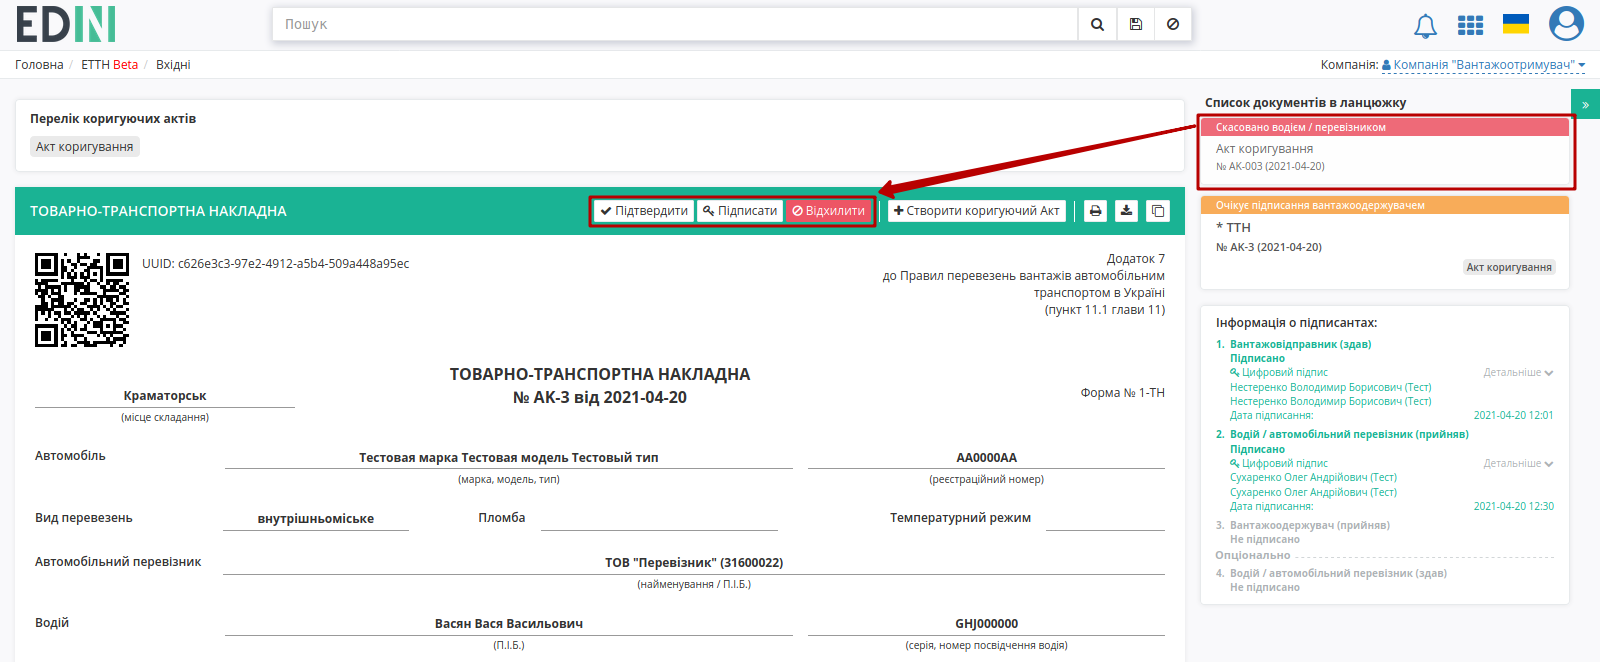 EDIN
Пошук
Головна / ЕТТН Beta / Вхідні
Компанія: Компанія "Вантажоотримувач"
Перелік коригуючих актів
Акт коригування
ТОВАРНО-ТРАНСПОРТНА НАКЛАДНА
Підтвердити
Підписати
Відхилити
Створити коригуючий Акт
UUID: c626e3c3-97e2-4912-a5b4-509a448a95ec
Додаток 7
до Правил перевезень вантажів автомобільним
транспортом в Україні
(пункт 11.1 глави 11)
ТОВАРНО-ТРАНСПОРТНА НАКЛАДНА
№ АК-3 від 2021-04-20
Краматорськ
(місце складання)
Форма № 1-ТН
Автомобіль
Тестовая марка Тестовая модель Тестовый тип
(марка, модель, тип)
АА0000АА
(реєстраційний номер)
Вид перевезень
внутрішньоміське
Пломба
Температурний режим
Автомобільний перевізник
ТОВ "Перевізник" (31600022)
(найменування / П.І.Б.)
Водій
Васян Вася Васильович
(П.І.Б.)
GHJ000000
(серія, номер посвідчення водія)
Список документів в ланцюжку
»
Скасовано водієм / перевізником
Акт коригування
№ АК-003 (2021-04-20)
Очікує підписання вантажоодержувачем
* ТТН
№ АК-3 (2021-04-20)
Акт коригування
Інформація о підписантах:
1. Вантажовідправник (здав)
Підписано
Цифровий підпис Детальніше
Нестеренко Володимир Борисович (Тест)
Нестеренко Володимир Борисович (Тест)
Дата підписання: 2021-04-20 12:01
2. Водій / автомобільний перевізник (прийняв)
Підписано
Цифровий підпис Детальніше
Сухаренко Олег Андрійович (Тест)
Сухаренко Олег Андрійович (Тест)
Дата підписання: 2021-04-20 12:30
3. Вантажоодержувач (прийняв)
Не підписано
Опціонально
4. Водій / автомобільний перевізник (здав)
Не підписано